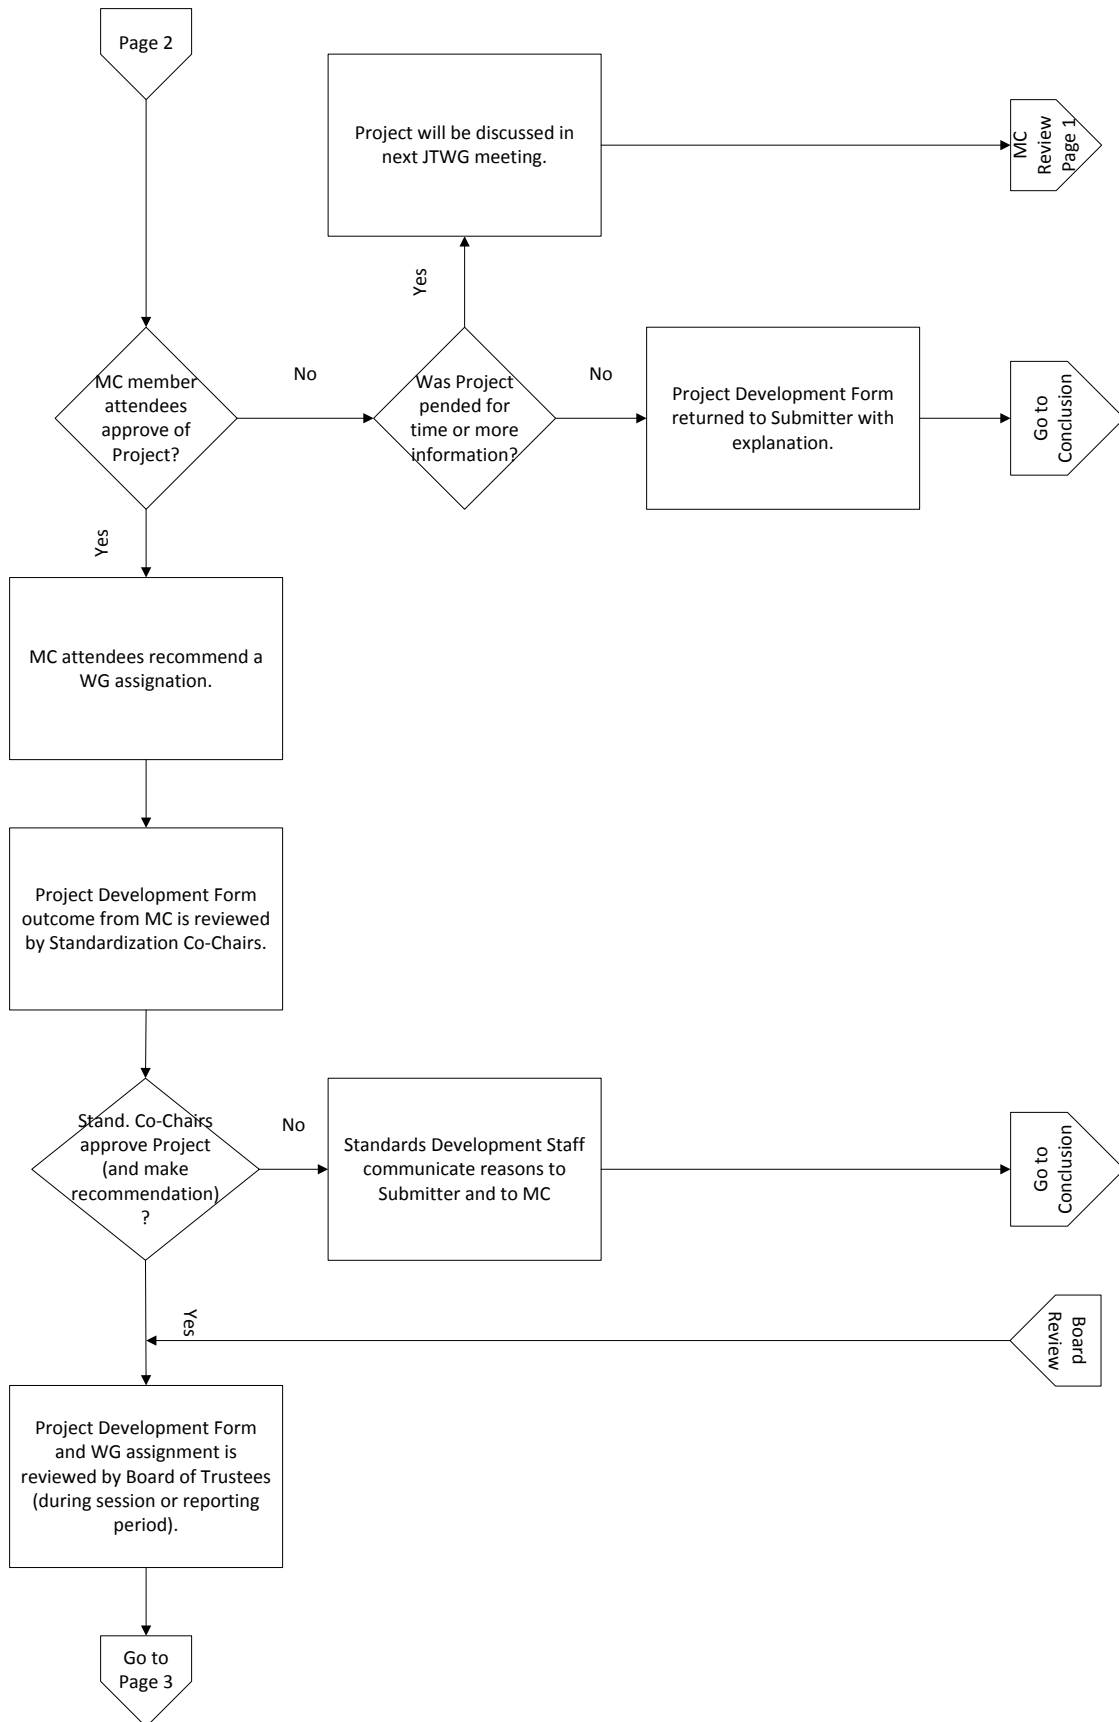 Page 2
Project will be discussed in
next JTWG meeting.
MC
Review
Page 1
Yes
MC member
attendees
approve of
Project?
No
Was Project
pended for
time or more
information?
No
Project Development Form
returned to Submitter with
explanation.
Go to
Conclusion
Yes
MC attendees recommend a
WG assignation.
Project Development Form
outcome from MC is reviewed
by Standardization Co-Chairs.
Stand. Co-Chairs
approve Project
(and make
recommendation)
?
No
Standards Development Staff
communicate reasons to
Submitter and to MC
Go to
Conclusion
Yes
Board
Review
Project Development Form
and WG assignment is
reviewed by Board of Trustees
(during session or reporting
period).
Go to
Page 3